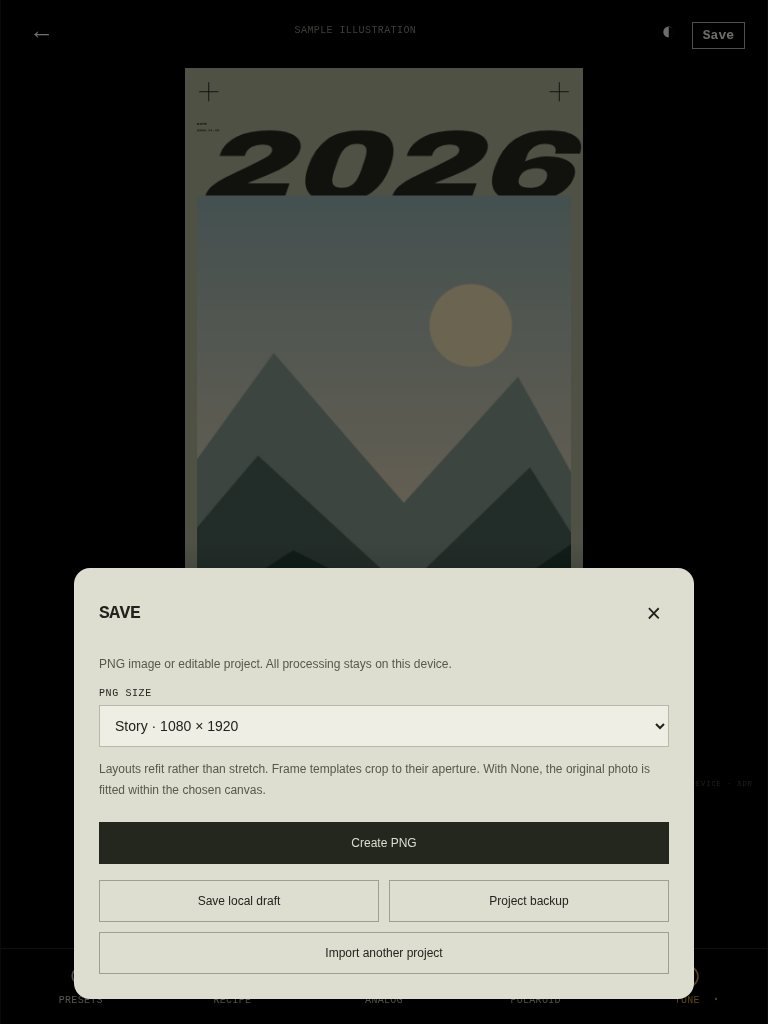 ←
SAMPLE ILLUSTRATION
Save
2026
SAVE
×
PNG image or editable project. All processing stays on this device.
PNG SIZE
Story · 1080 × 1920
Layouts refit rather than stretch. Frame templates crop to their aperture. With None, the original photo is
fitted within the chosen canvas.
Create PNG
Save local draft
Project backup
Import another project
PRESETS
RECIPE
ANALOG
POLAROID
TUNE